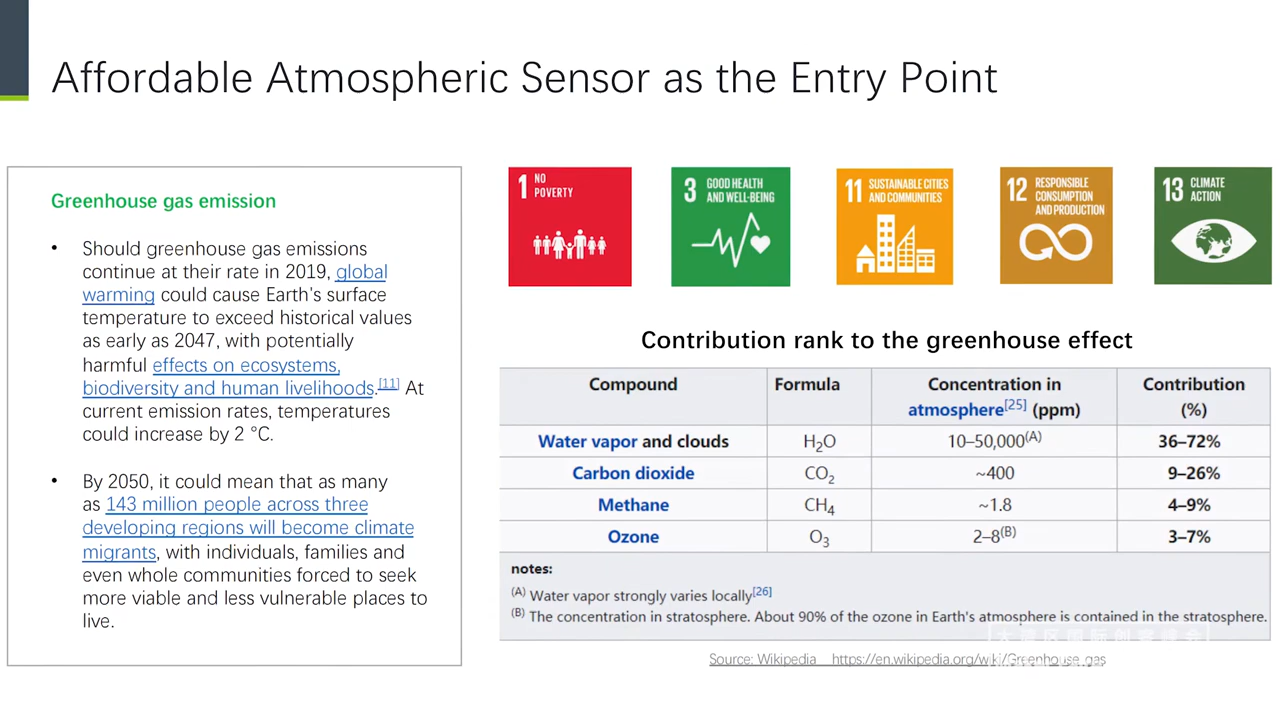 Affordable Atmospheric Sensor as the Entry Point
Greenhouse gas emission
• Should greenhouse gas emissions
continue at their rate in 2019, global
warming could cause Earth's surface
temperature to exceed historical values
as early as 2047, with potentially
harmful effects on ecosystems,
biodiversity and human livelihoods.[11] At
current emission rates, temperatures
could increase by 2 °C.
• By 2050, it could mean that as many
as 143 million people across three
developing regions will become climate
migrants, with individuals, families and
even whole communities forced to seek
more viable and less vulnerable places to
live.
1 NO
POVERTY
3 GOOD HEALTH
AND WELL-BEING
11 SUSTAINABLE CITIES
AND COMMUNITIES
12 RESPONSIBLE
CONSUMPTION
AND PRODUCTION
13 CLIMATE
ACTION
Contribution rank to the greenhouse effect
Compound Formula Concentration in
atmosphere[25] (ppm) Contribution
(%)
Water vapor and clouds H₂O 10–50,000(A) 36–72%
Carbon dioxide CO₂ ~400 9–26%
Methane CH₄ ~1.8 4–9%
Ozone O₃ 2–8(B) 3–7%
notes:
(A) Water vapor strongly varies locally[26]
(B) The concentration in stratosphere. About 90% of the ozone in Earth's atmosphere is contained in the stratosphere.
大湾区国际创客峰会
Source: Wikipedia https://en.wikipedia.org/wiki/Greenhouse_gas